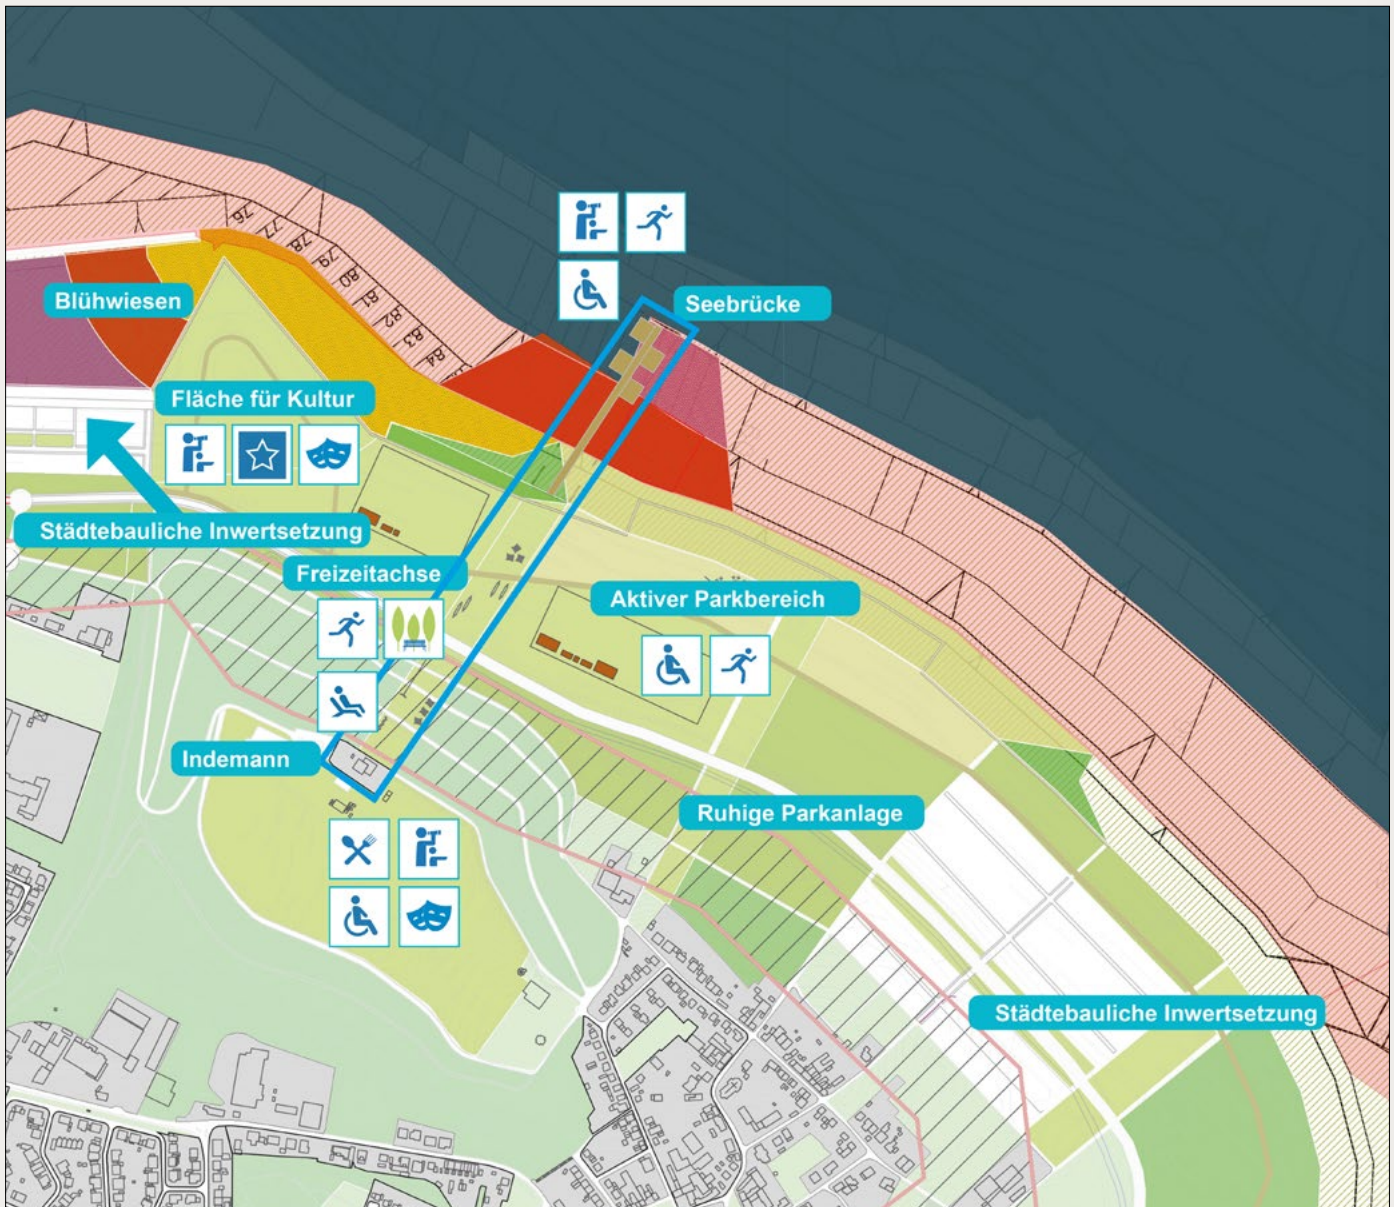 76
77
78
79
80
81
82
83
84
Blühwiesen
Seebrücke
Fläche für Kultur
Städtebauliche Inwertsetzung
Freizeitachse
Aktiver Parkbereich
Indemann
Ruhige Parkanlage
Städtebauliche Inwertsetzung